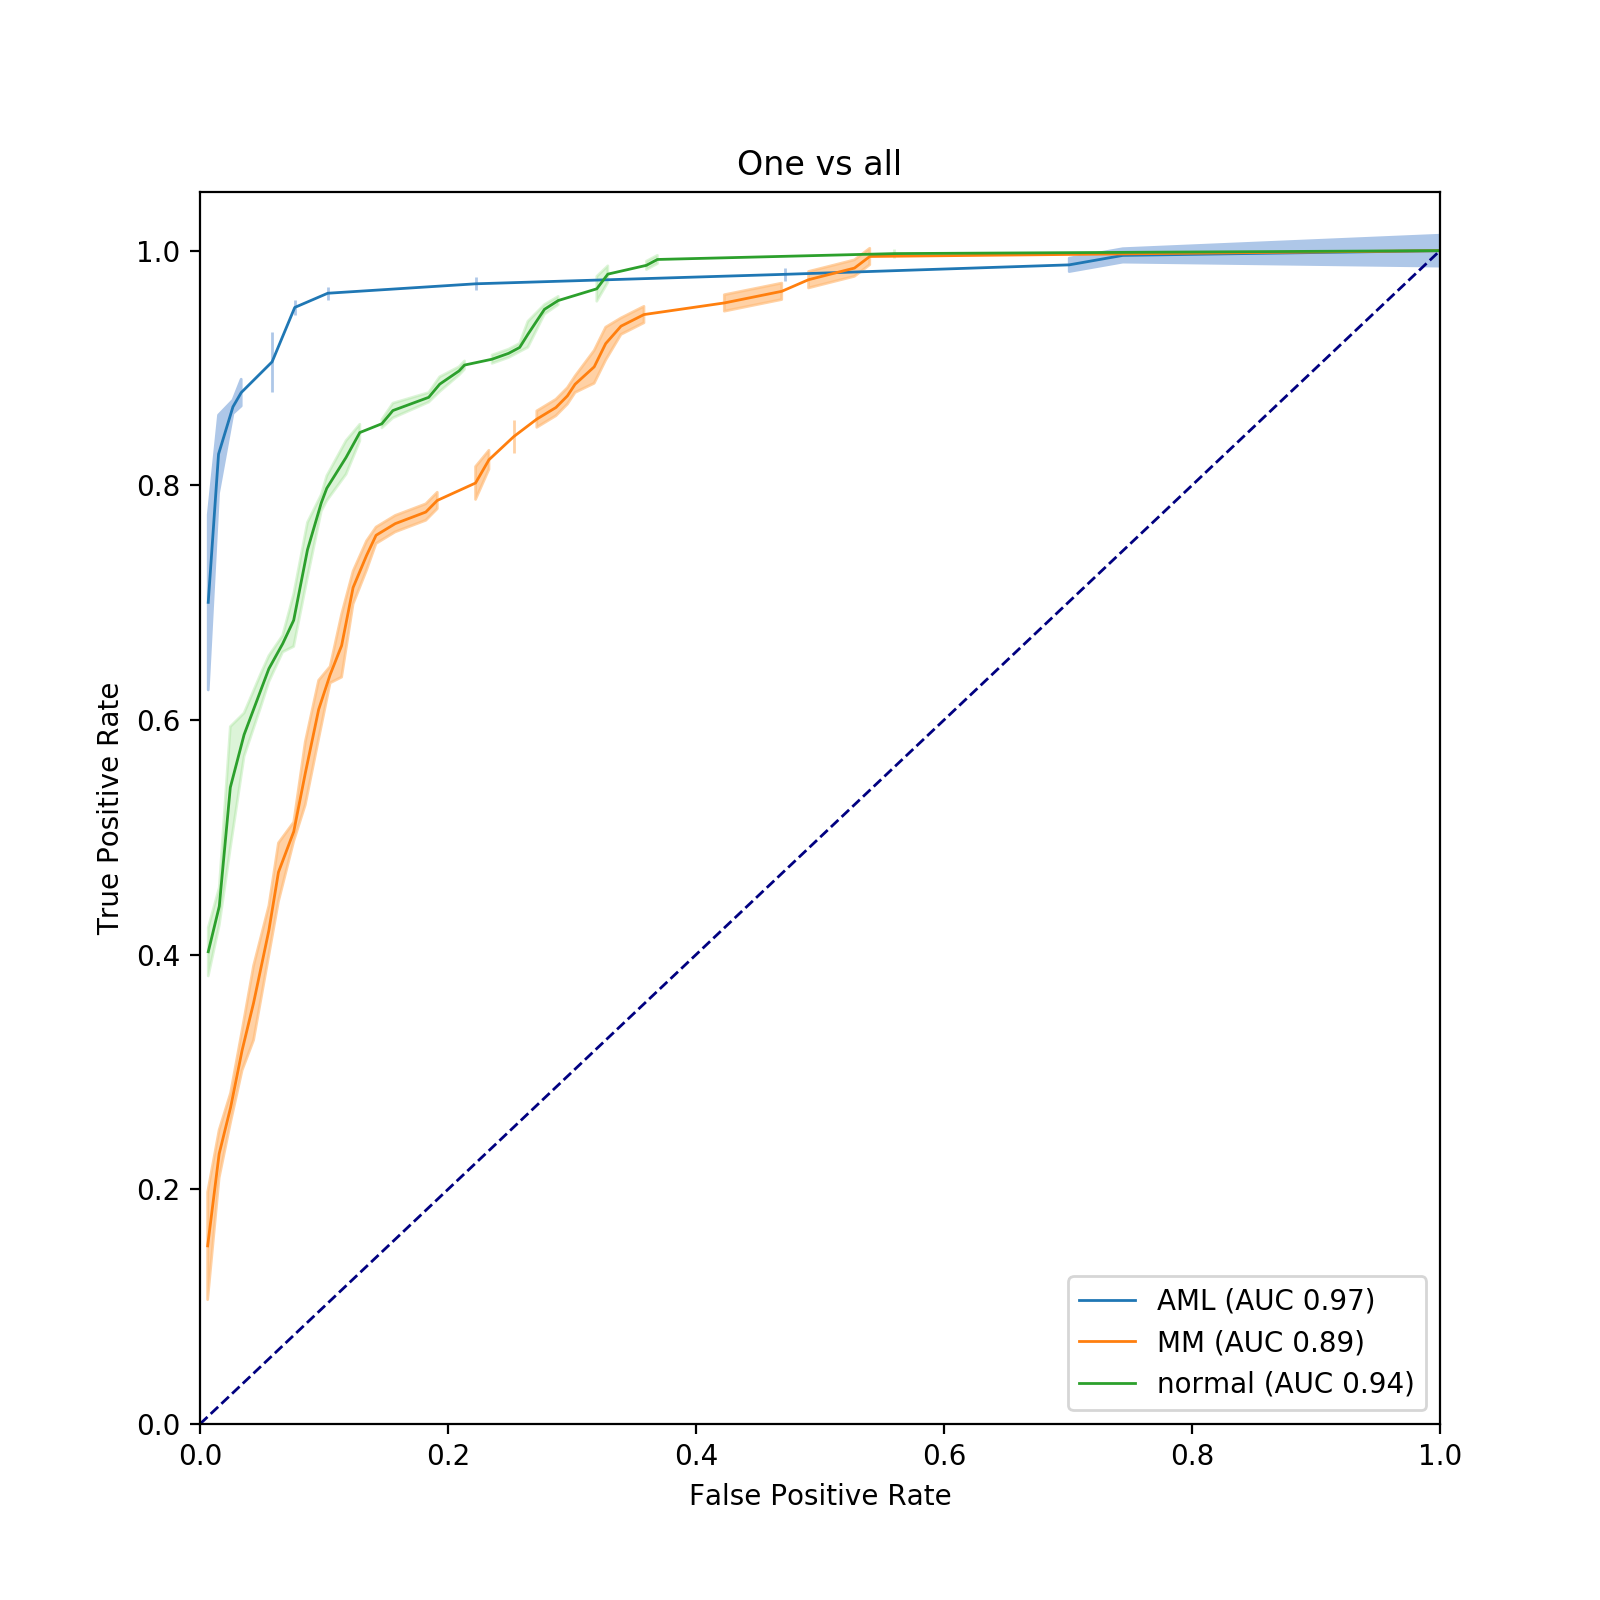 One vs all
1.0
0.8
0.6
0.4
0.2
0.0
True Positive Rate
0.0 0.2 0.4 0.6 0.8 1.0
False Positive Rate
AML (AUC 0.97)
MM (AUC 0.89)
normal (AUC 0.94)